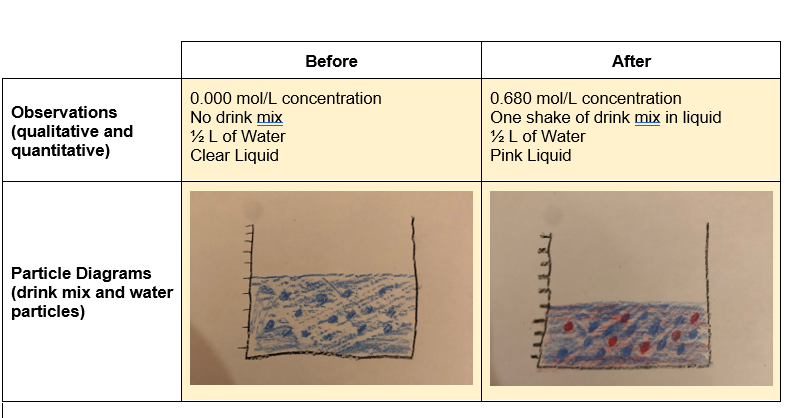 Before
After
Observations
(qualitative and
quantitative)
0.000 mol/L concentration
No drink mix
½ L of Water
Clear Liquid
0.680 mol/L concentration
One shake of drink mix in liquid
½ L of Water
Pink Liquid
Particle Diagrams
(drink mix and water
particles)